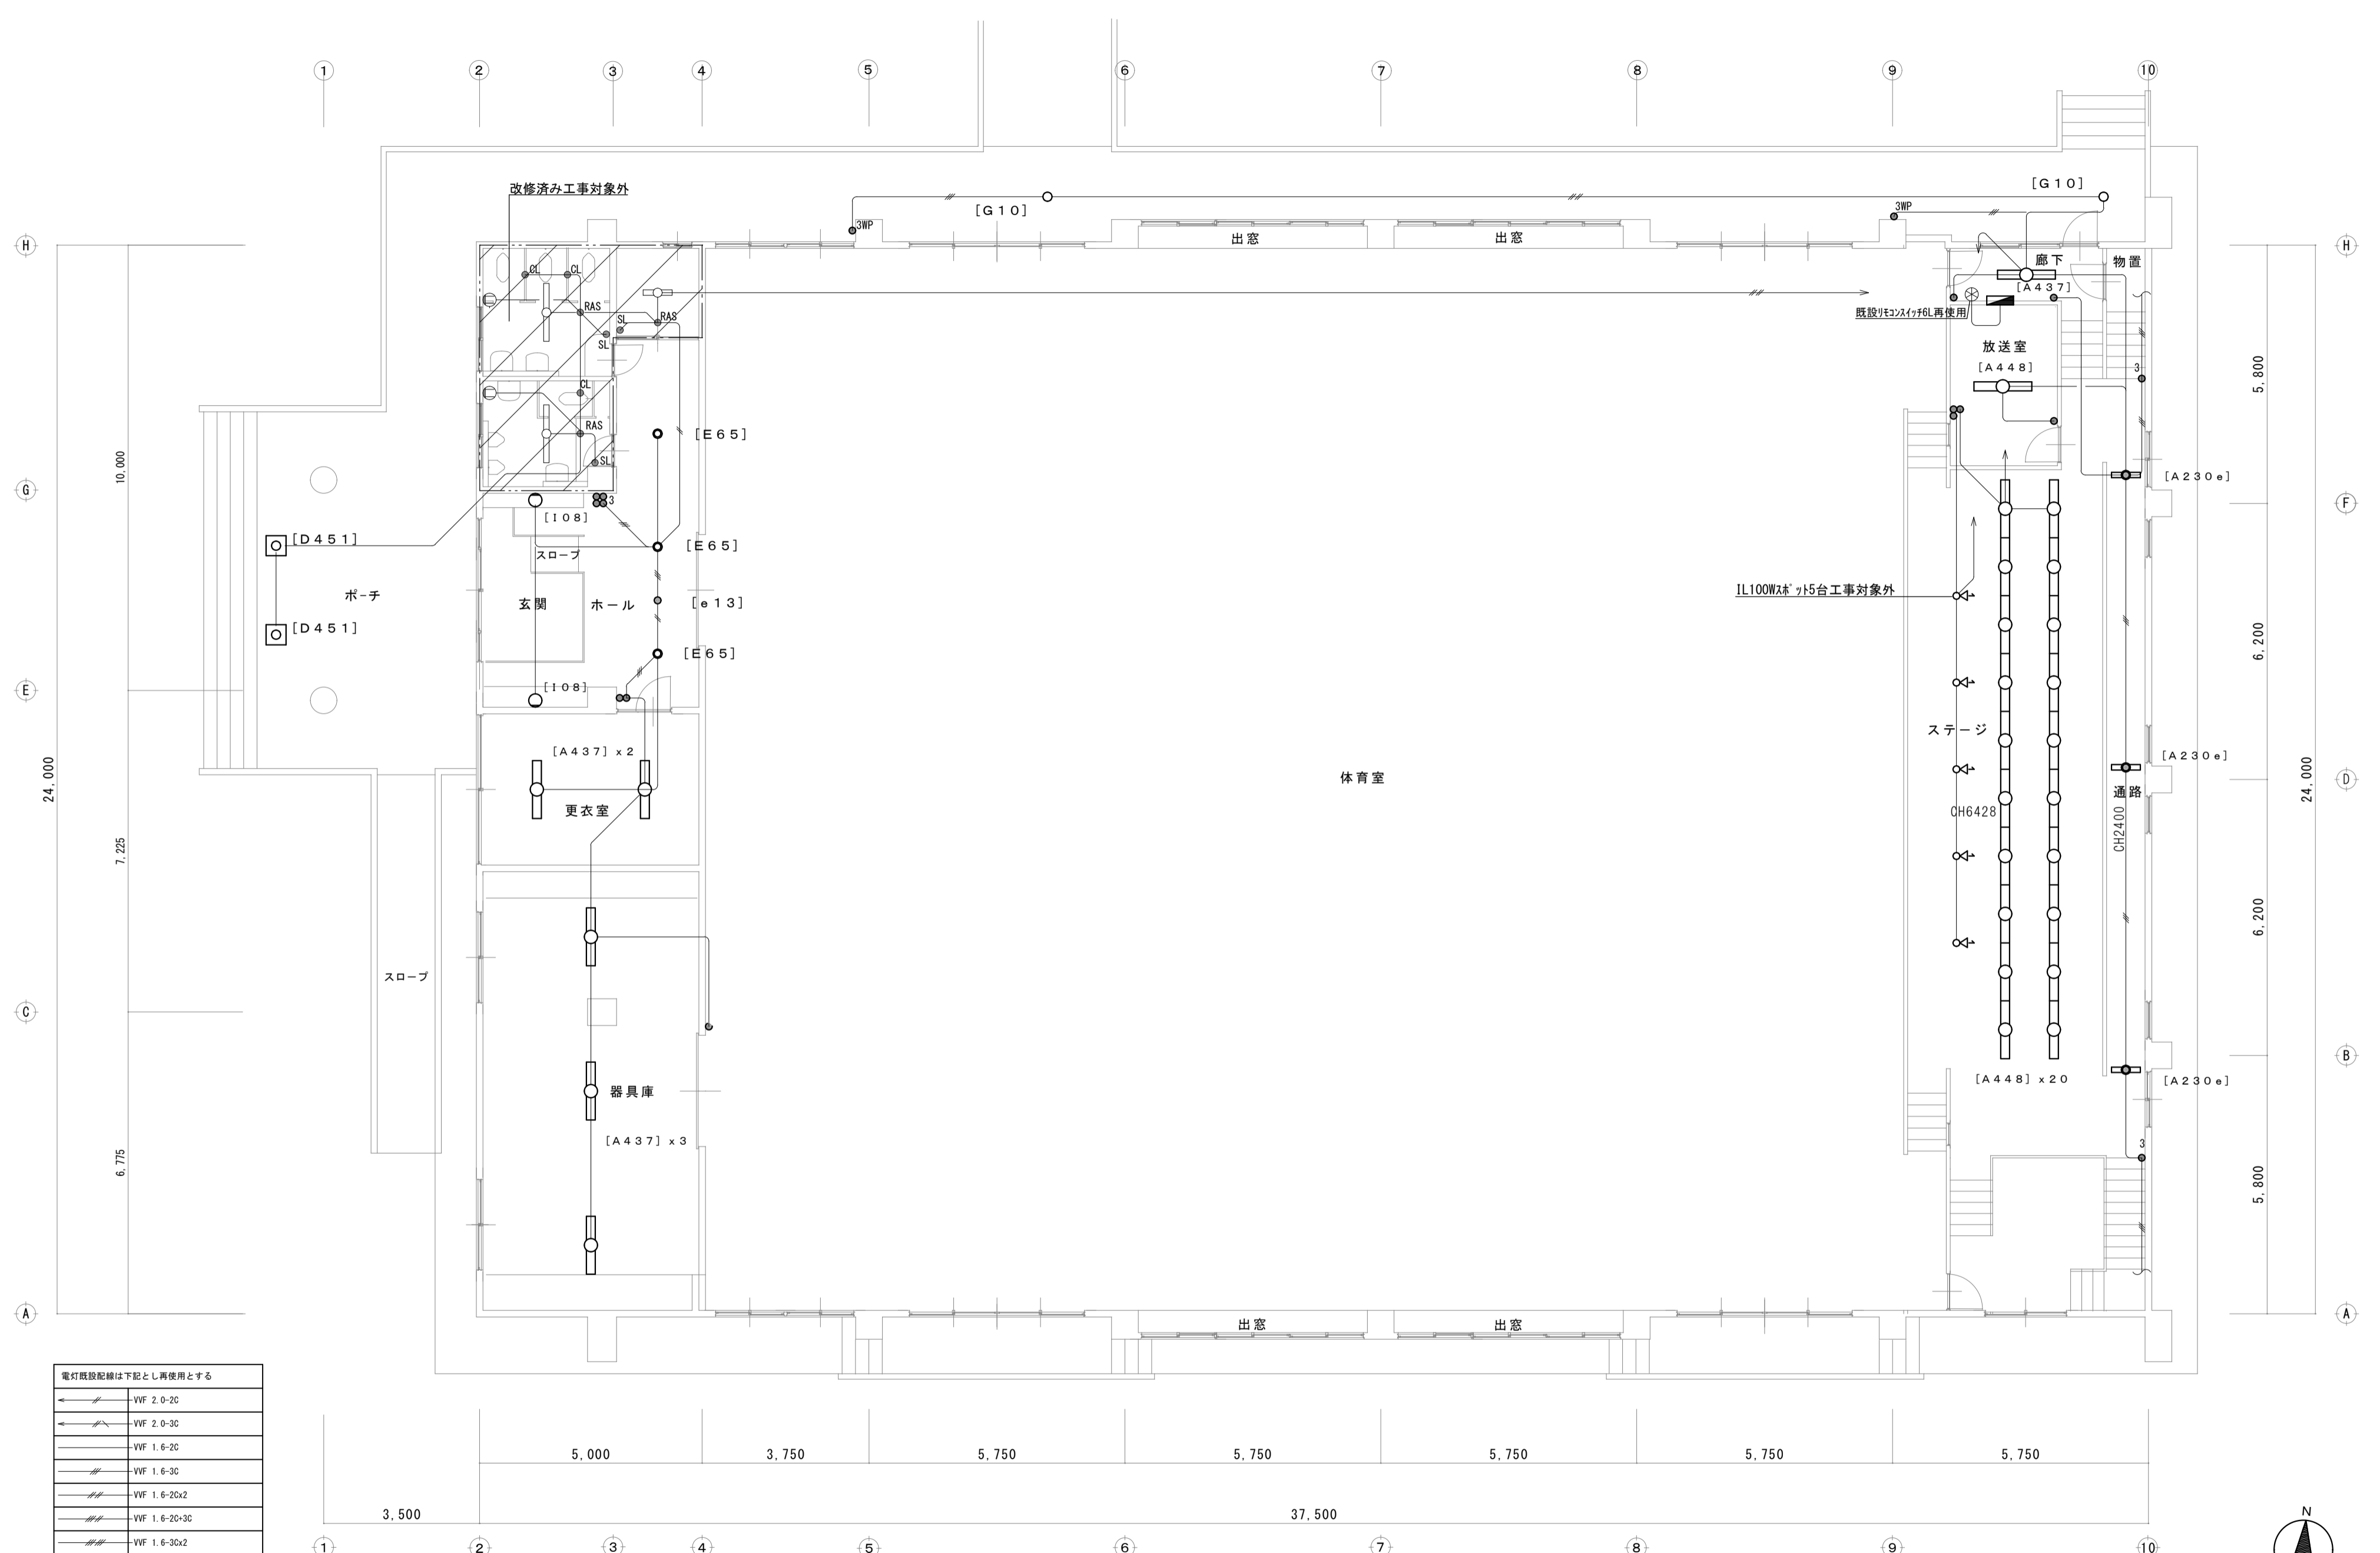 1 2 3 4 5 6 7 8 9 10
改修済み工事対象外
[G10]
[G10]
3WP
3WP
H
H
出窓
出窓
廊下
物置
CL
CL
[A437]
RAS
SL
RAS
既設リモコンスイッチ6L再使用
SL
放送室
[A448]
3
5,800
CL
RAS
[E65]
SL
10,000
G
3
[A230e]
F
[I08]
[D451]
[E65]
スロープ
ポーチ
玄関
ホール
[e13]
IL100Wスポット5台工事対象外
[D451]
6,200
[E65]
E
[I08]
ステージ
[A437]x2
[A230e]
体育室
24,000
24,000
D
更衣室
通路
CH6428
CH2400
7,225
6,200
スロープ
C
B
器具庫
[A448]x20
[A230e]
[A437]x3
3
6,775
5,800
A
A
出窓
出窓
電灯既設配線は下記とし再使用とする
VVF 2.0-2C
VVF 2.0-3C
VVF 1.6-2C
VVF 1.6-3C
VVF 1.6-2Cx2
VVF 1.6-2C+3C
VVF 1.6-3Cx2
5,000
3,750
5,750
5,750
5,750
5,750
5,750
3,500
37,500
N
1 2 3 4 5 6 7 8 9 10